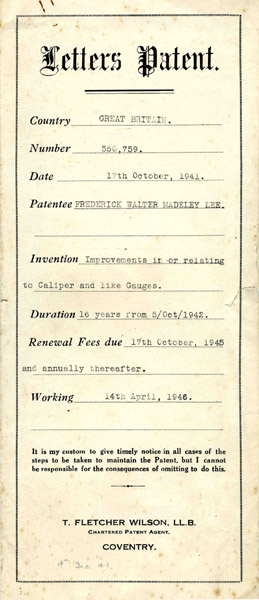 Letters Patent.
Country GREAT BRITAIN.
Number 550,759.
Date 17th October, 1941.
Patentee FREDERICK WALTER MADELEY LEE.
Invention Improvements in or relating
to Caliper and like Gauges.
Duration 16 years from 5/Oct/1942.
Renewal Fees due 17th October, 1945
and annually thereafter.
Working 14th April, 1946.
It is my custom to give timely notice in all cases of the
steps to be taken to maintain the Patent, but I cannot
be responsible for the consequences of omitting to do this.
T. FLETCHER WILSON, LL.B.
CHARTERED PATENT AGENT.
COVENTRY.